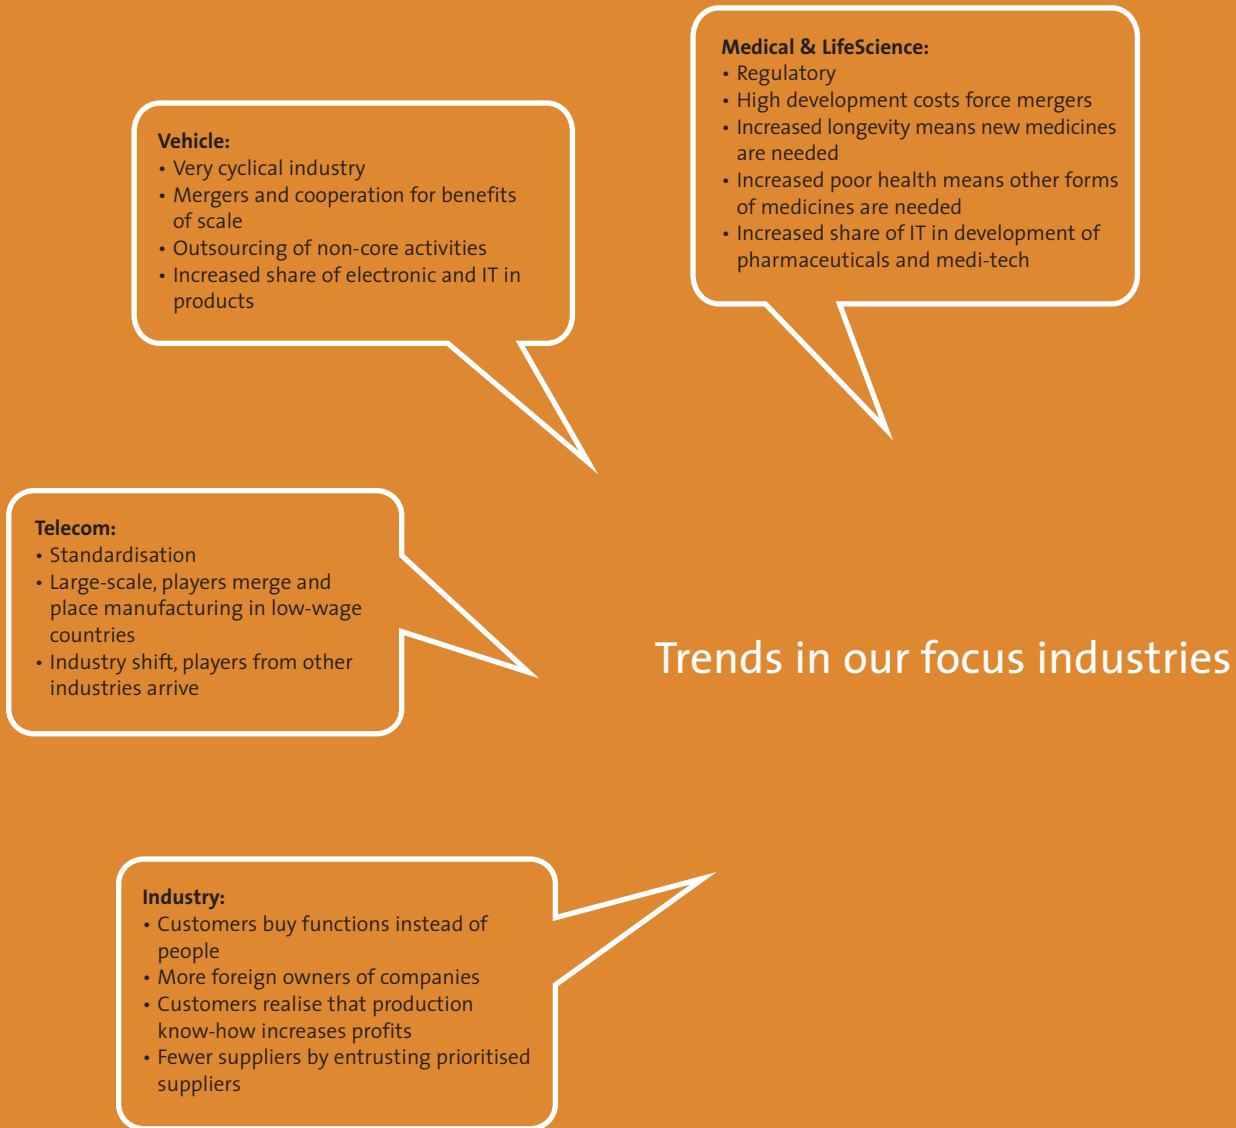 Medical & LifeScience:
• Regulatory
• High development costs force mergers
• Increased longevity means new medicines
are needed
• Increased poor health means other forms
of medicines are needed
• Increased share of IT in development of
pharmaceuticals and medi-tech
Vehicle:
• Very cyclical industry
• Mergers and cooperation for benefits
of scale
• Outsourcing of non-core activities
• Increased share of electronic and IT in
products
Telecom:
• Standardisation
• Large-scale, players merge and
place manufacturing in low-wage
countries
• Industry shift, players from other
industries arrive
Trends in our focus industries
Industry:
• Customers buy functions instead of
people
• More foreign owners of companies
• Customers realise that production
know-how increases profits
• Fewer suppliers by entrusting prioritised
suppliers